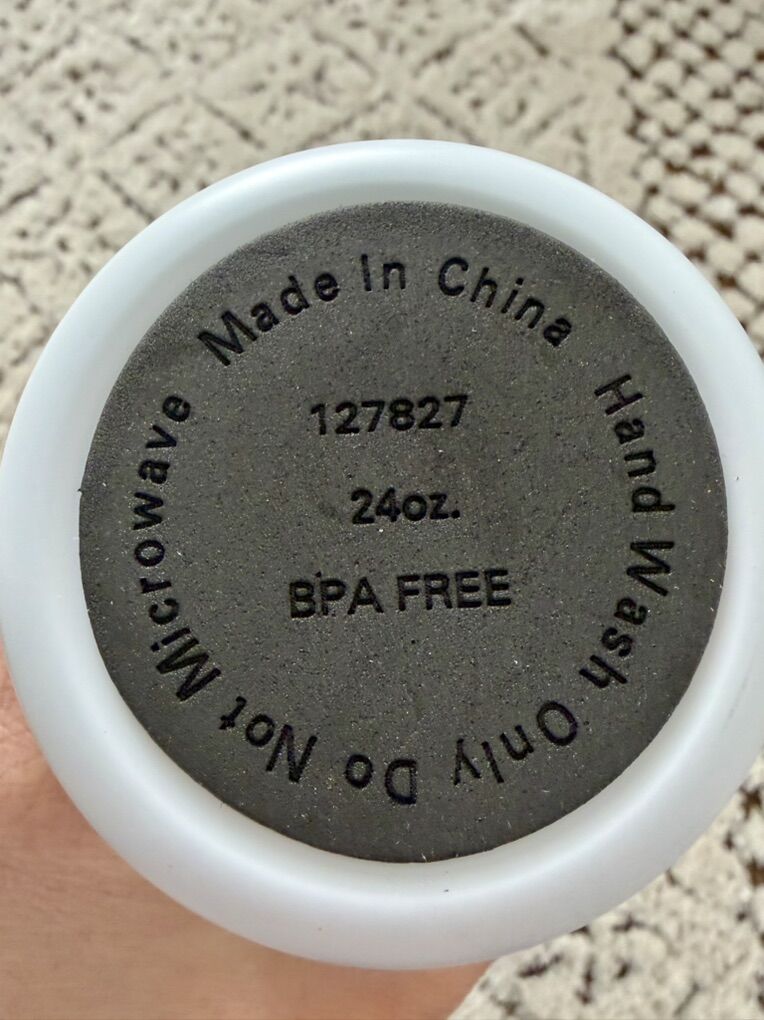 Made In China Hand Wash Only Do Not Microwave
127827
24oz.
BPA FREE